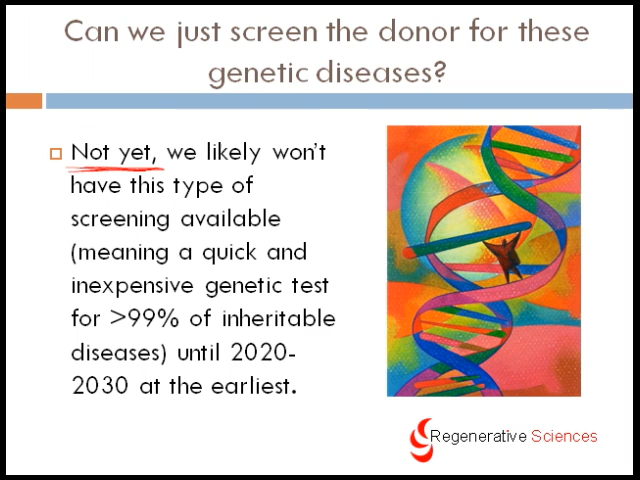 Can we just screen the donor for these
genetic diseases?
Not yet, we likely won't
have this type of
screening available
(meaning a quick and
inexpensive genetic test
for >99% of inheritable
diseases) until 2020-
2030 at the earliest.
Regenerative Sciences